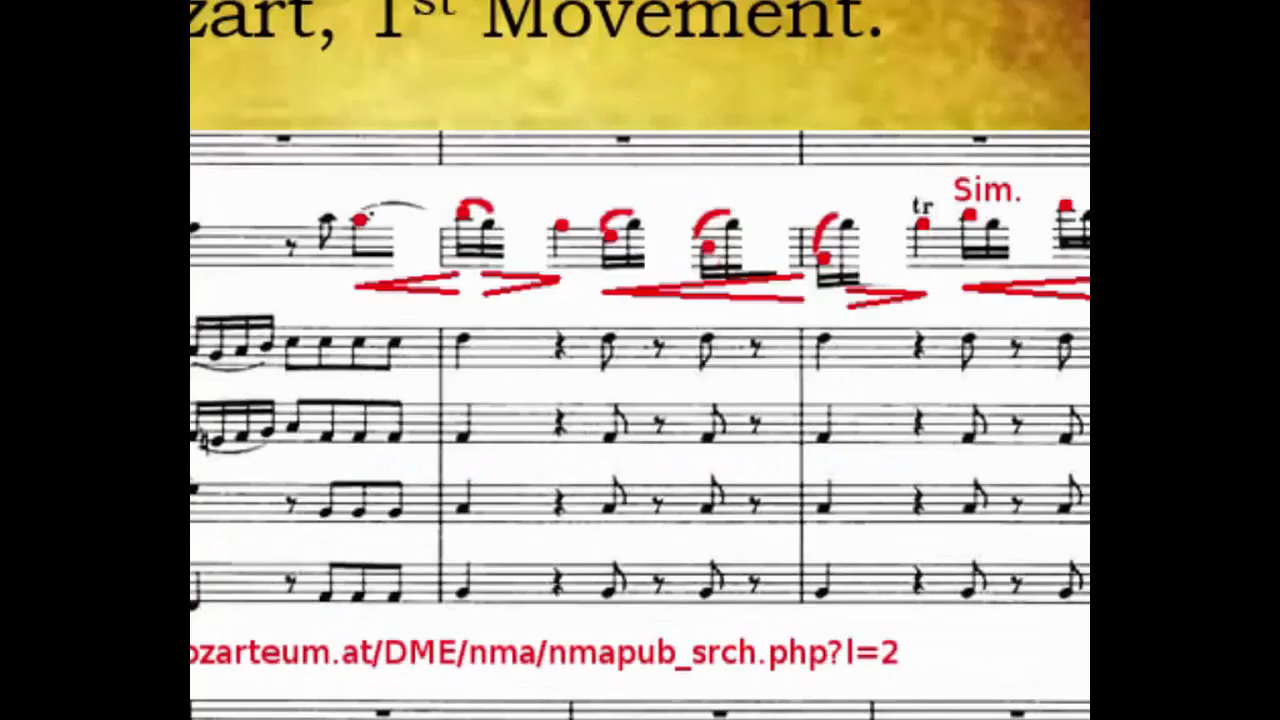 zart, 1st Movement.
Sim.
tr
ozarteum.at/DME/nma/nmapub_srch.php?l=2